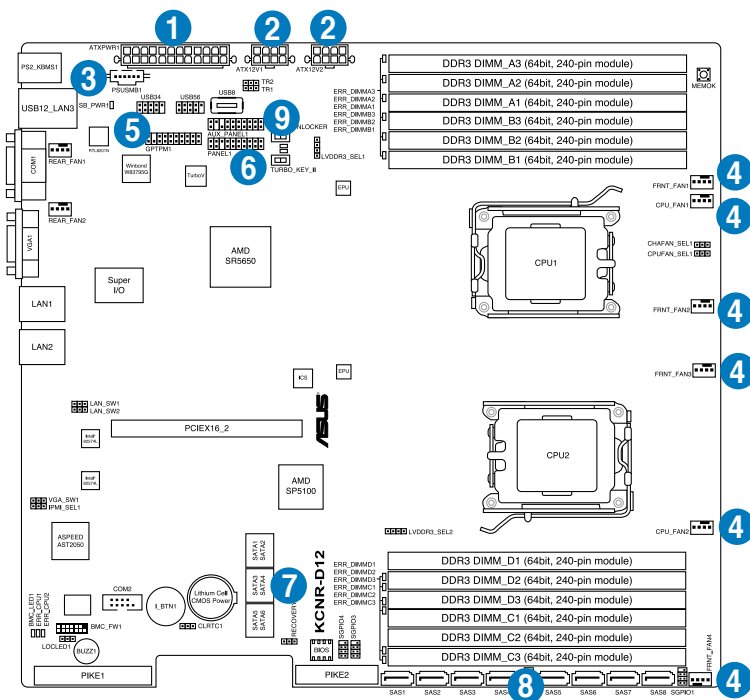 1
2
2
ATXPWR1
ATX12V1
ATX12V2
PS2_KBMS1
3
PSUSMB1
USB12_LAN3
SB_PWR1
USB34
USB56
USB8
TR2
TR1
5
GPTPM1
AUX_PANEL1
PANEL1
6
9
TURBO_KEY_II
LVDDR3_SEL1
ERR_DIMMA3
ERR_DIMMA2
ERR_DIMMA1
ERR_DIMMB3
ERR_DIMMB2
ERR_DIMMB1
DDR3 DIMM_A3 (64bit, 240-pin module)
DDR3 DIMM_A2 (64bit, 240-pin module)
DDR3 DIMM_A1 (64bit, 240-pin module)
DDR3 DIMM_B3 (64bit, 240-pin module)
DDR3 DIMM_B2 (64bit, 240-pin module)
DDR3 DIMM_B1 (64bit, 240-pin module)
MEMOK
COM1
REAR_FAN1
RTL8201N
Winbond
W83795G
TurboV
EPU
FRNT_FAN1
4
CPU_FAN1
4
VGA1
REAR_FAN2
AMD
SR5650
CPU1
CHAFAN_SEL1
CPUFAN_SEL1
Super
I/O
LAN1
FRNT_FAN2
4
LAN2
ICS
EPU
FRNT_FAN3
4
LAN_SW1
LAN_SW2
PCIEX16_2
ASUS
82574L
82574L
AMD
SP5100
CPU2
VGA_SW1
IPMI_SEL1
ASPEED
AST2050
LVDDR3_SEL2
CPU_FAN2
4
SATA1
SATA2
SATA3
SATA4
SATA5
SATA6
7
KCNR-D12
ERR_DIMMD1
ERR_DIMMD2
ERR_DIMMD3
ERR_DIMMC1
ERR_DIMMC2
ERR_DIMMC3
DDR3 DIMM_D1 (64bit, 240-pin module)
DDR3 DIMM_D2 (64bit, 240-pin module)
DDR3 DIMM_D3 (64bit, 240-pin module)
DDR3 DIMM_C1 (64bit, 240-pin module)
DDR3 DIMM_C2 (64bit, 240-pin module)
DDR3 DIMM_C3 (64bit, 240-pin module)
COM2
Lithium Cell
CMOS Power
BMC_LED1
ERR_CPU1
ERR_CPU2
BMC_FW1
LOCLED1
BUZZ1
CLRTC1
BIOS
SGPIO4
SGPIO3
FRNT_FAN4
4
PIKE1
PIKE2
SAS1
SAS2
SAS3
8
SAS5
SAS6
SAS7
SAS8
SGPIO1